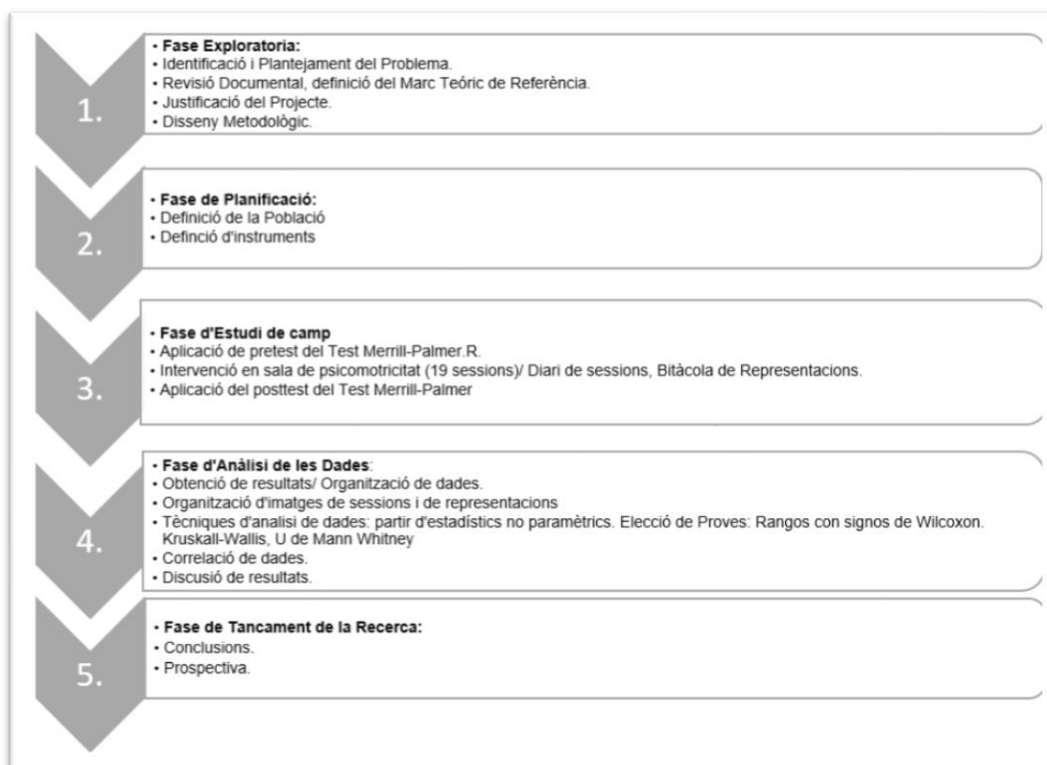 1.
• Fase Exploratoria:
• Identificació i Plantejament del Problema.
• Revisió Documental, definició del Marc Teóric de Referència.
• Justificació del Projecte.
• Disseny Metodològic.
2.
• Fase de Planificació:
• Definició de la Població
• Definció d'instruments
3.
• Fase d'Estudi de camp
• Aplicació de pretest del Test Merrill-Palmer.R.
• Intervenció en sala de psicomotricitat (19 sessions)/ Diari de sessions, Bitàcola de Representacions.
• Aplicació del posttest del Test Merrill-Palmer
4.
• Fase d'Anàlisi de les Dades:
• Obtenció de resultats/ Organització de dades.
• Organització d'imatges de sessions i de representacions
• Tècniques d'analisi de dades: partir d'estadístics no paramètrics. Elecció de Proves: Rangos con signos de Wilcoxon.
Kruskall-Wallis, U de Mann Whitney
• Correlació de dades.
• Discusió de resultats.
5.
• Fase de Tancament de la Recerca:
• Conclusions.
• Prospectiva.